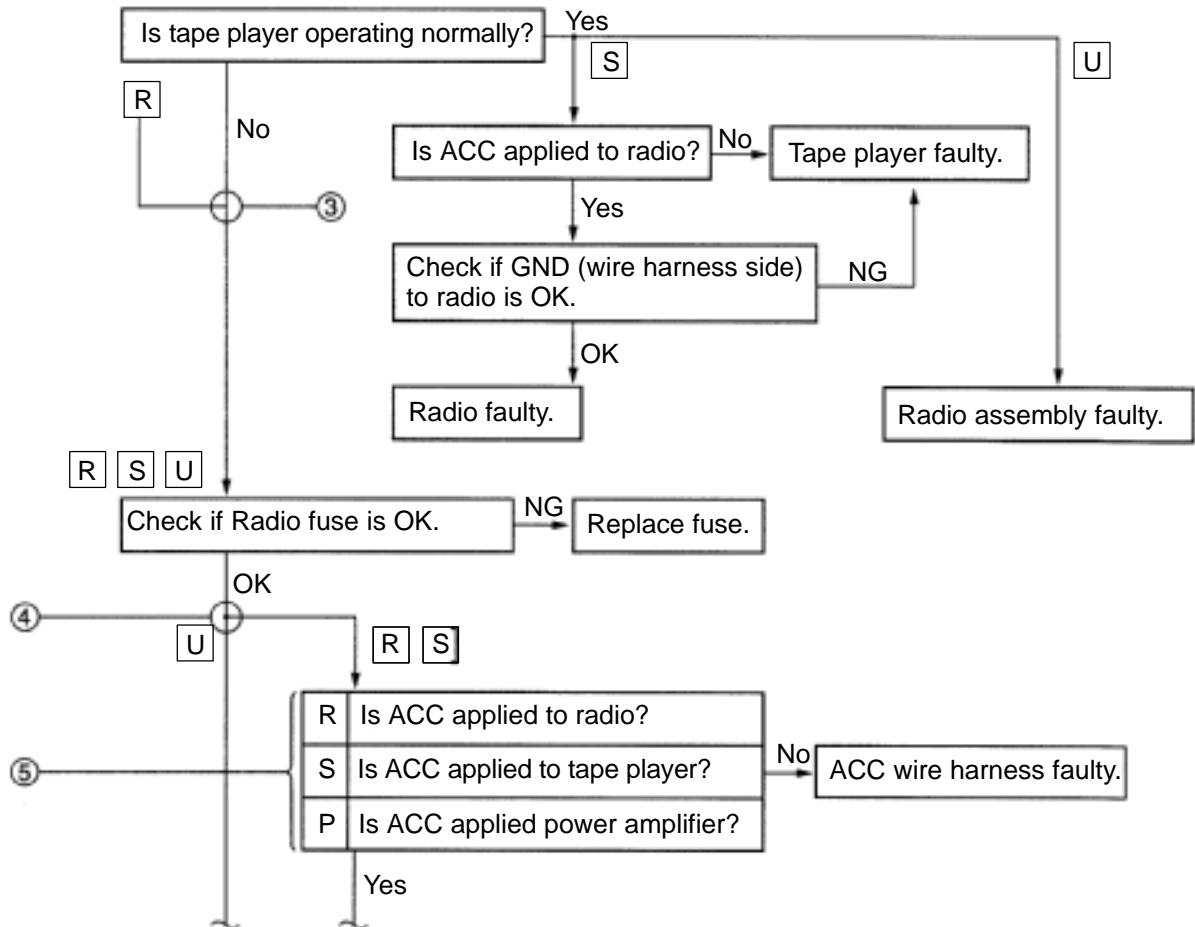 Is tape player operating normally?
Yes
S
U
R
No
Is ACC applied to radio?
No
Tape player faulty.
③
Yes
Check if GND (wire harness side)
to radio is OK.
NG
OK
Radio faulty.
Radio assembly faulty.
R S U
Check if Radio fuse is OK.
NG
Replace fuse.
OK
④
U
R S
R Is ACC applied to radio?
⑤
S Is ACC applied to tape player?
No
ACC wire harness faulty.
P Is ACC applied power amplifier?
Yes